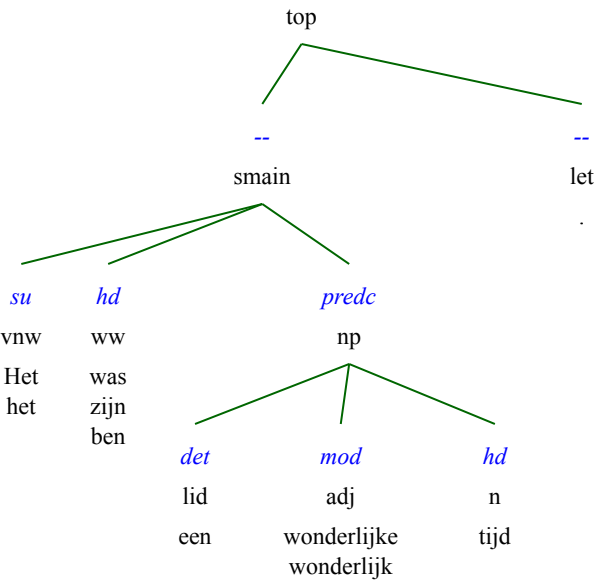 top
-- --
smain let
.
su hd predc
vnw ww np
Het was
het zijn
ben
det mod hd
lid adj n
een wonderlijke tijd
wonderlijk